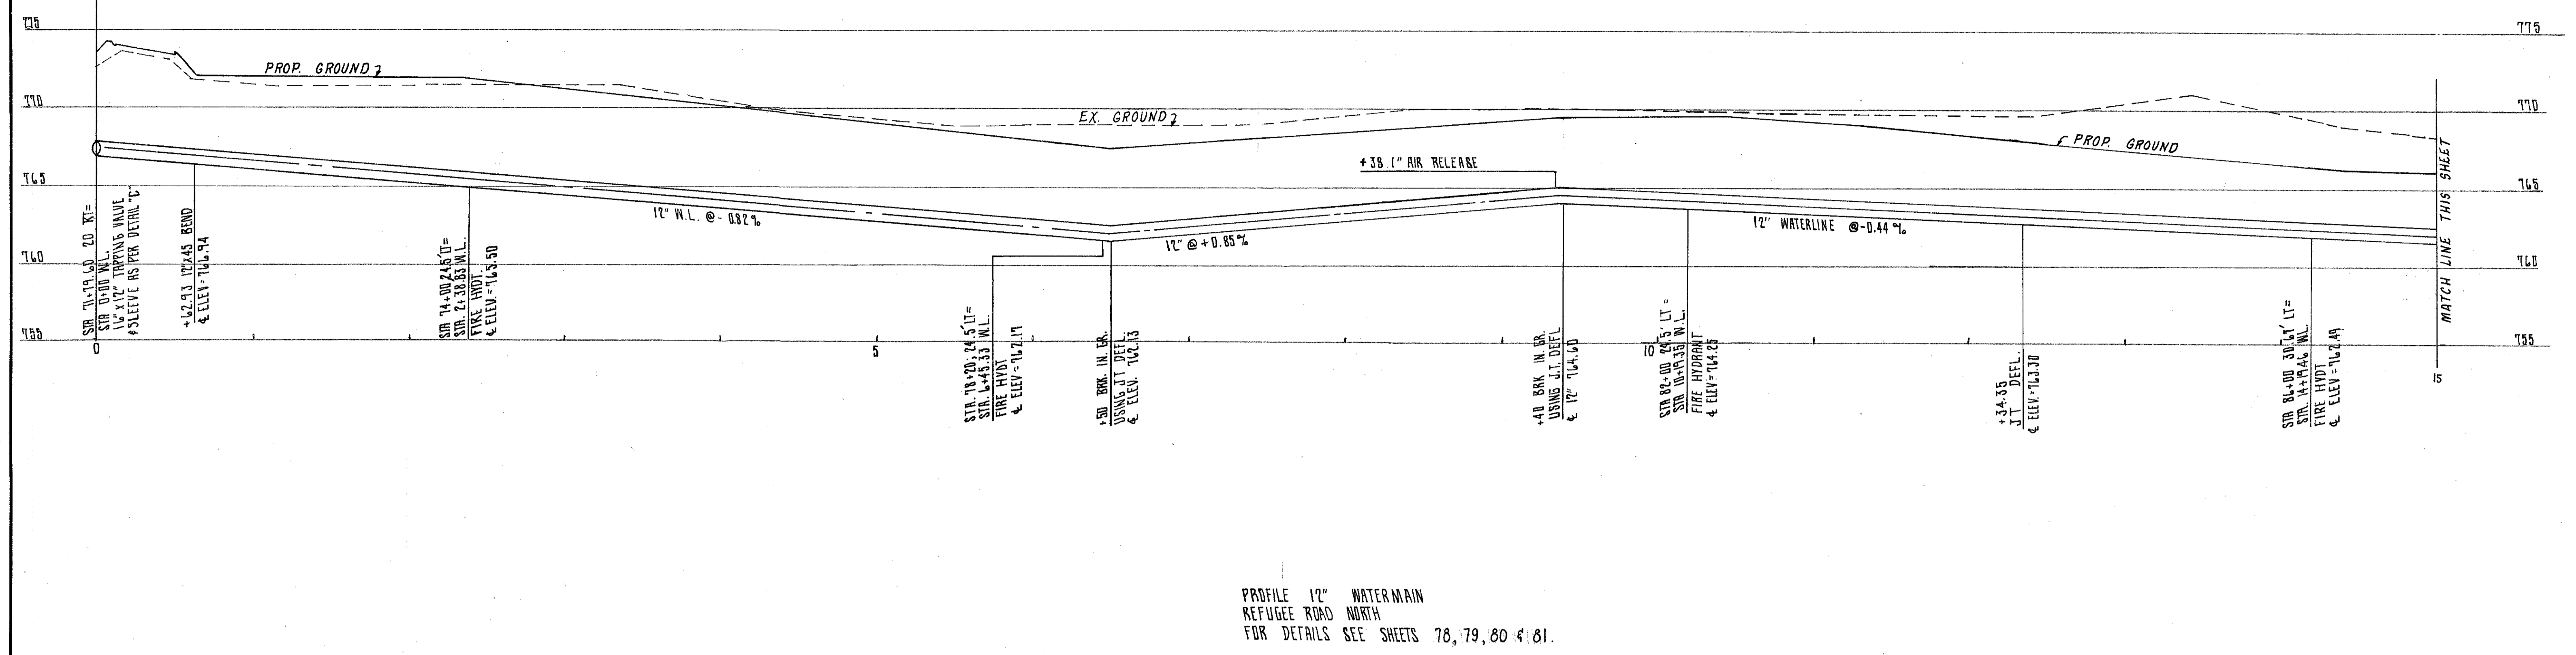 775
775
PROP. GROUND
770
770
EX. GROUND
PROP. GROUND
+38 1" AIR RELEASE
765
765
12" W.L. @ - 0.82%
12" @ + 0.85%
12" WATERLINE @ -0.44 %
760
760
755
755
0
5
10
15
STA 71+79.60 20' RT=
STA 0+00 W.L.
16" x 12" TAPPING VALVE
& SLEEVE AS PER DETAIL "C"
+62.93 12"x45 BEND
℄ ELEV= 766.94
STA 74+00 24.5' LT=
STA. 2+38.83 W.L.
FIRE HYDT.
℄ ELEV.= 765.50
STA. 78+20; 24.5' LT=
STA. 6+45.33 W.L.
FIRE HYDT
℄ ELEV= 762.17
+50 BRK. IN. GR.
USING JT DEFL.
℄ ELEV. 762.13
+40 BRK IN. GR.
USING J.T. DEFL
℄ 12" 764.60
STA 82+00 24.5' LT "
STA 10+19.35 W.L.
FIRE HYDRANT
℄ ELEV=764.25
+34.35
JT DEFL.
℄ ELEV.=763.30
STA 86+00 30.67' LT=
STA. 14+19.46 WL.
FIRE HYDT
℄ ELEV=762.49
MATCH LINE THIS SHEET
PROFILE 12" WATERMAIN
REFUGEE ROAD NORTH
FOR DETAILS SEE SHEETS 78, 79, 80 & 81.